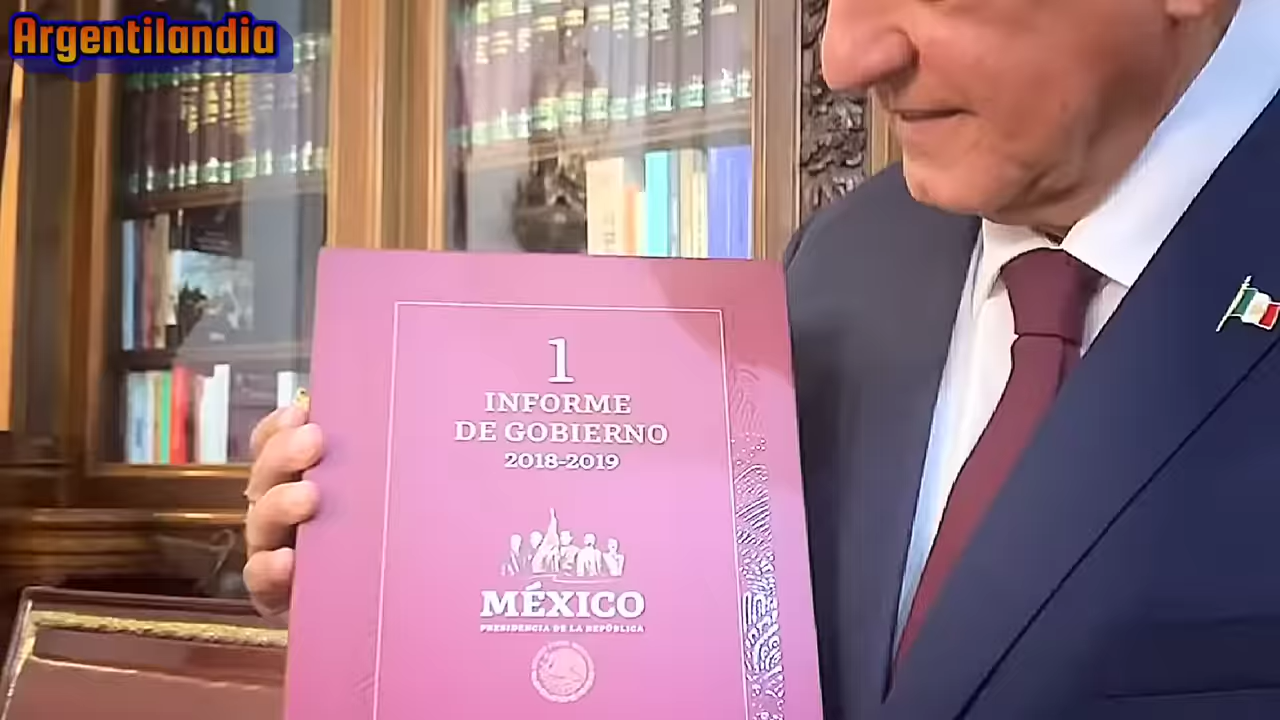 Argentilandia
1
INFORME
DE GOBIERNO
2018-2019
MÉXICO
PRESIDENCIA DE LA REPÚBLICA